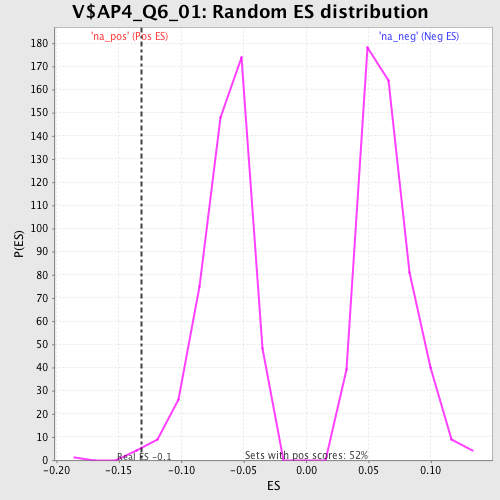 V$AP4_Q6_01: Random ES distribution
'na_pos' (Pos ES)
'na_neg' (Neg ES)
180
170
160
150
140
130
120
110
100
90
80
70
60
50
40
30
20
10
0
P(ES)
Real ES -0.1
Sets with pos scores: 52%
-0.20 -0.15 -0.10 -0.05 0.00 0.05 0.10
ES